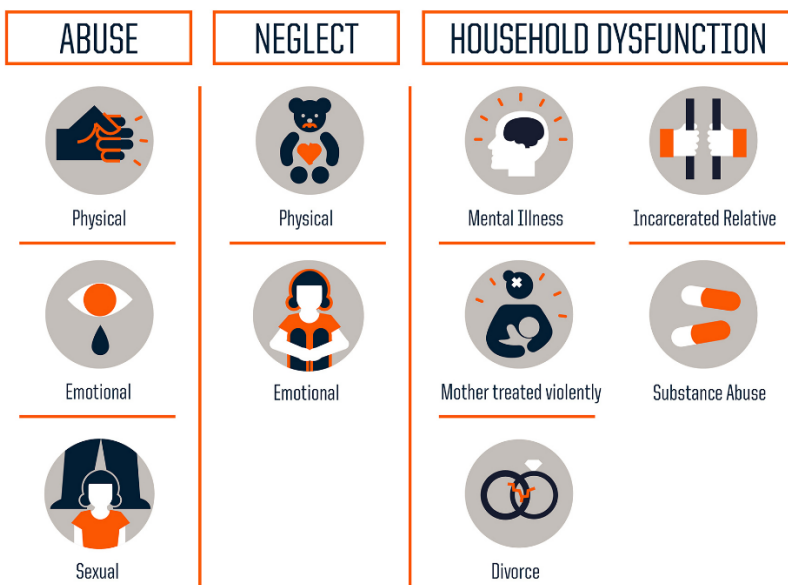 ABUSE
NEGLECT
HOUSEHOLD DYSFUNCTION
Physical
Emotional
Sexual
Physical
Emotional
Mental Illness
Incarcerated Relative
Mother treated violently
Substance Abuse
Divorce